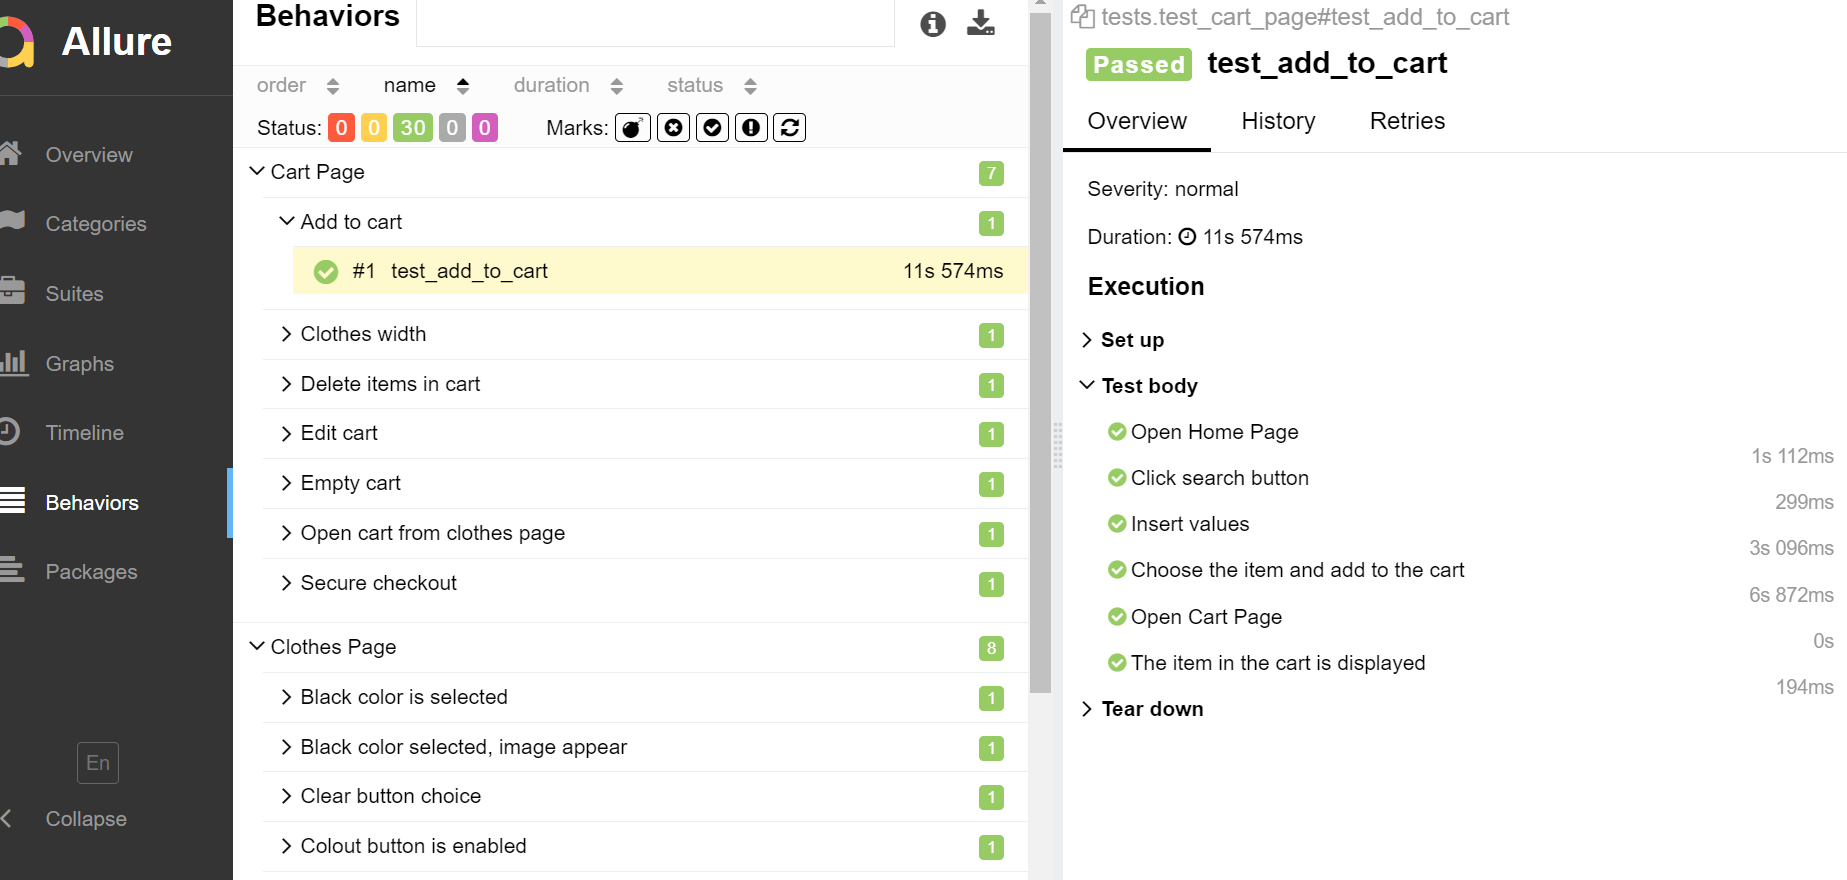 Allure
Overview
Categories
Suites
Graphs
Timeline
Behaviors
Packages
En
Collapse
Behaviors
order name duration status
Status: 0 0 30 0 0 Marks:
Cart Page 7
Add to cart 1
#1 test_add_to_cart 11s 574ms
Clothes width 1
Delete items in cart 1
Edit cart 1
Empty cart 1
Open cart from clothes page 1
Secure checkout 1
Clothes Page 8
Black color is selected 1
Black color selected, image appear 1
Clear button choice 1
Colout button is enabled 1
tests.test_cart_page#test_add_to_cart
Passed test_add_to_cart
Overview History Retries
Severity: normal
Duration: 11s 574ms
Execution
Set up
Test body
Open Home Page
1s 112ms
Click search button
299ms
Insert values
3s 096ms
Choose the item and add to the cart
6s 872ms
Open Cart Page
0s
The item in the cart is displayed
194ms
Tear down